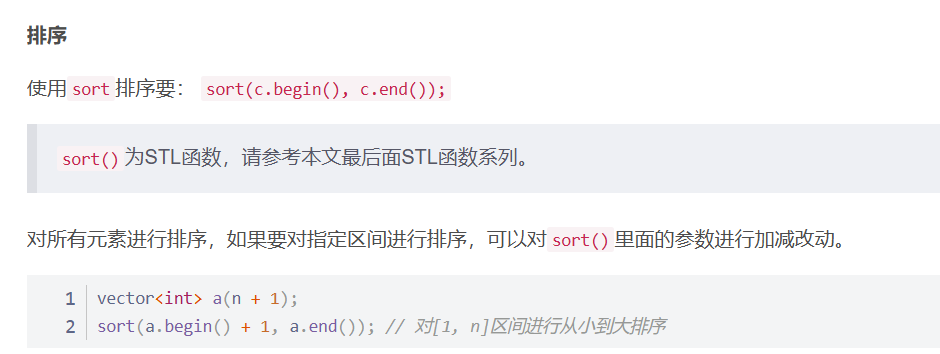 排序
使用 sort 排序要： sort(c.begin(), c.end());
sort() 为STL函数，请参考本文最后面STL函数系列。
对所有元素进行排序，如果要对指定区间进行排序，可以对 sort() 里面的参数进行加减改动。
1 vector<int> a(n + 1);
2 sort(a.begin() + 1, a.end()); // 对[1, n]区间进行从小到大排序